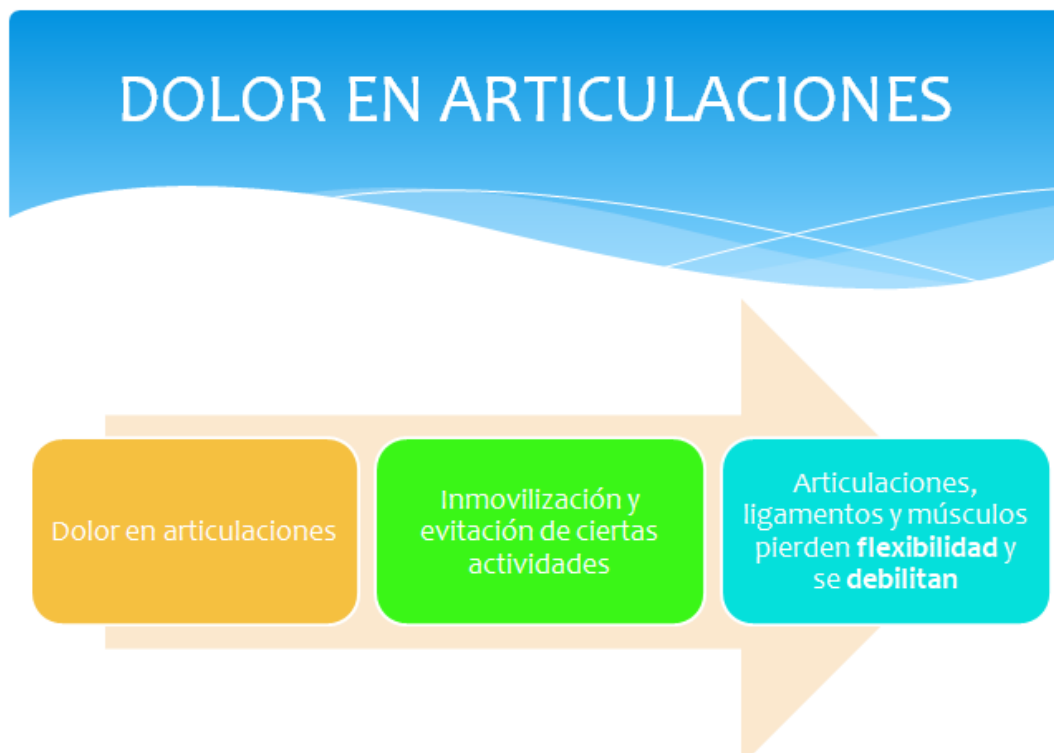 DOLOR EN ARTICULACIONES
Dolor en articulaciones
Inmovilización y
evitación de ciertas
actividades
Articulaciones,
ligamentos y músculos
pierden flexibilidad y
se debilitan